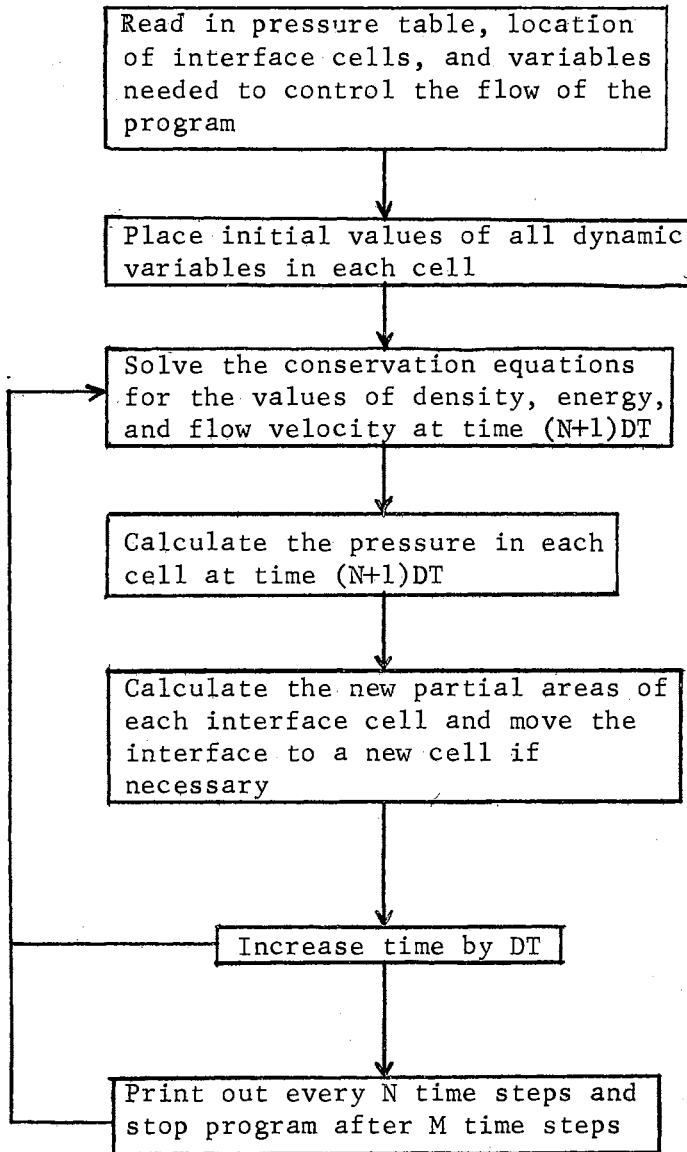 Read in pressure table, location
of interface cells, and variables
needed to control the flow of the
program
Place initial values of all dynamic
variables in each cell
Solve the conservation equations
for the values of density, energy,
and flow velocity at time (N+1)DT
Calculate the pressure in each
cell at time (N+1)DT
Calculate the new partial areas of
each interface cell and move the
interface to a new cell if
necessary
Increase time by DT
Print out every N time steps and
stop program after M time steps